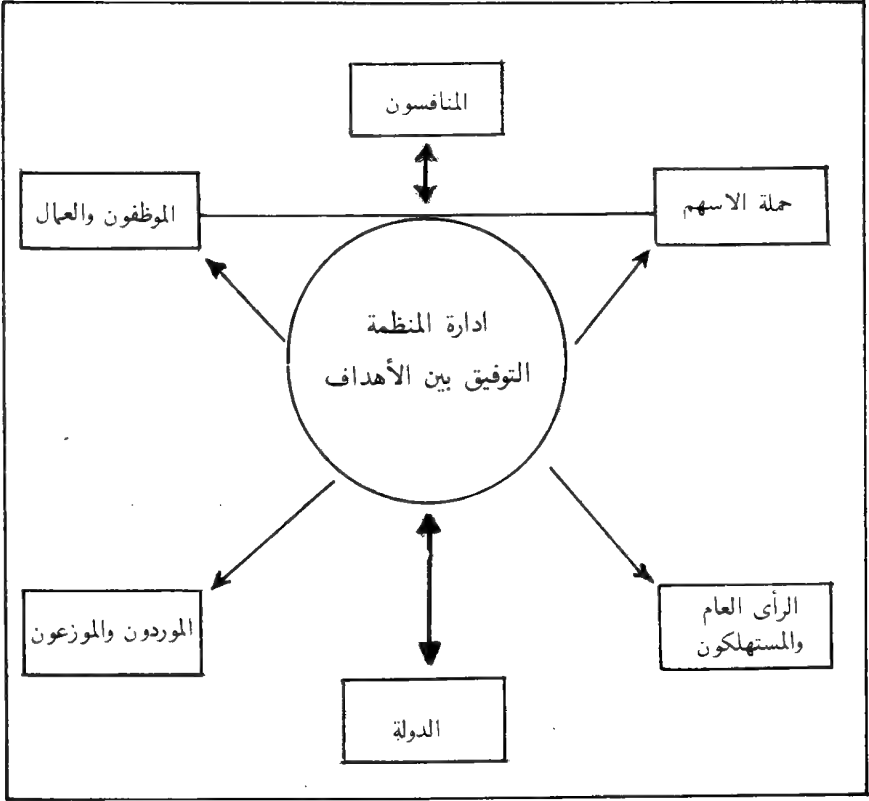 المنافسون
حملة الاسهم
الموظفون والعمال
ادارة المنظمة
التوفيق بين الأهداف
الرأى العام
والمستهلكون
الموردون والموزعون
الدولة